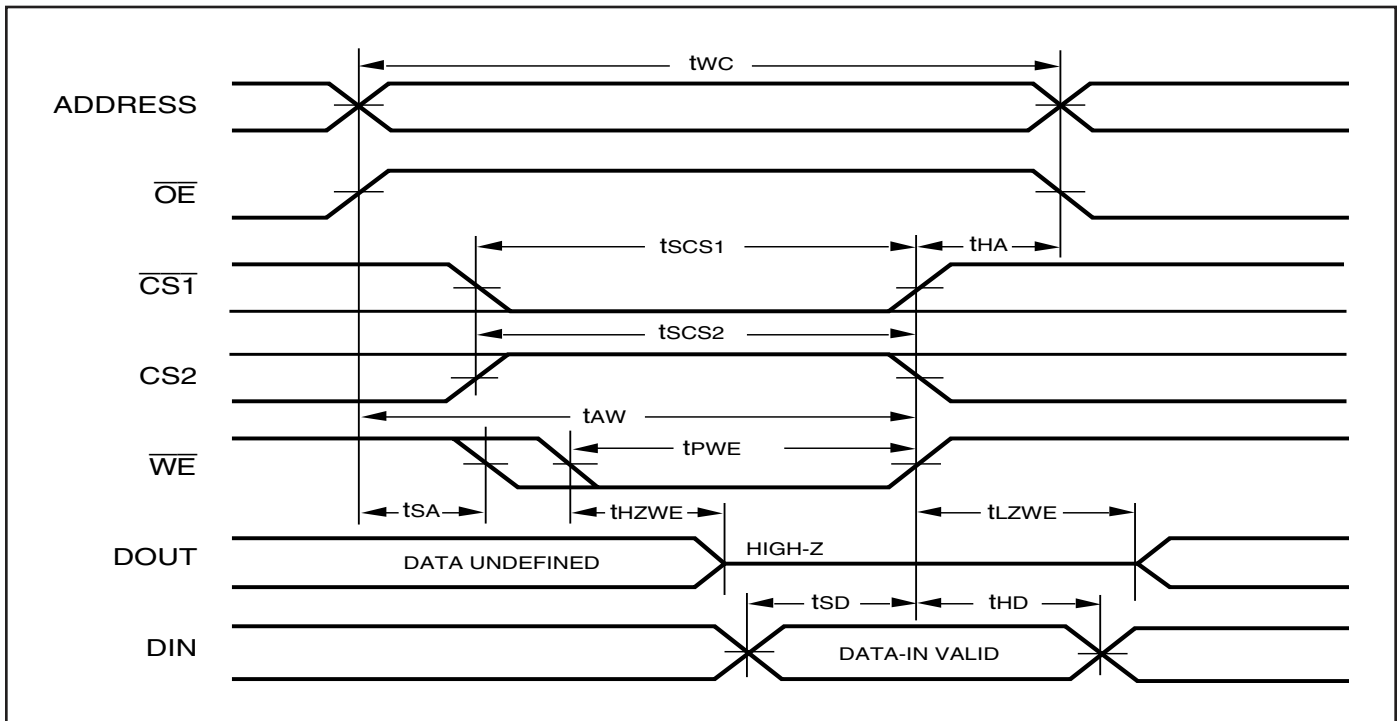 tWC
ADDRESS
OE
tSCS1
tHA
CS1
tSCS2
CS2
tAW
tPWE
WE
tSA
tHZWE
tLZWE
DOUT
DATA UNDEFINED
HIGH-Z
tSD
tHD
DIN
DATA-IN VALID